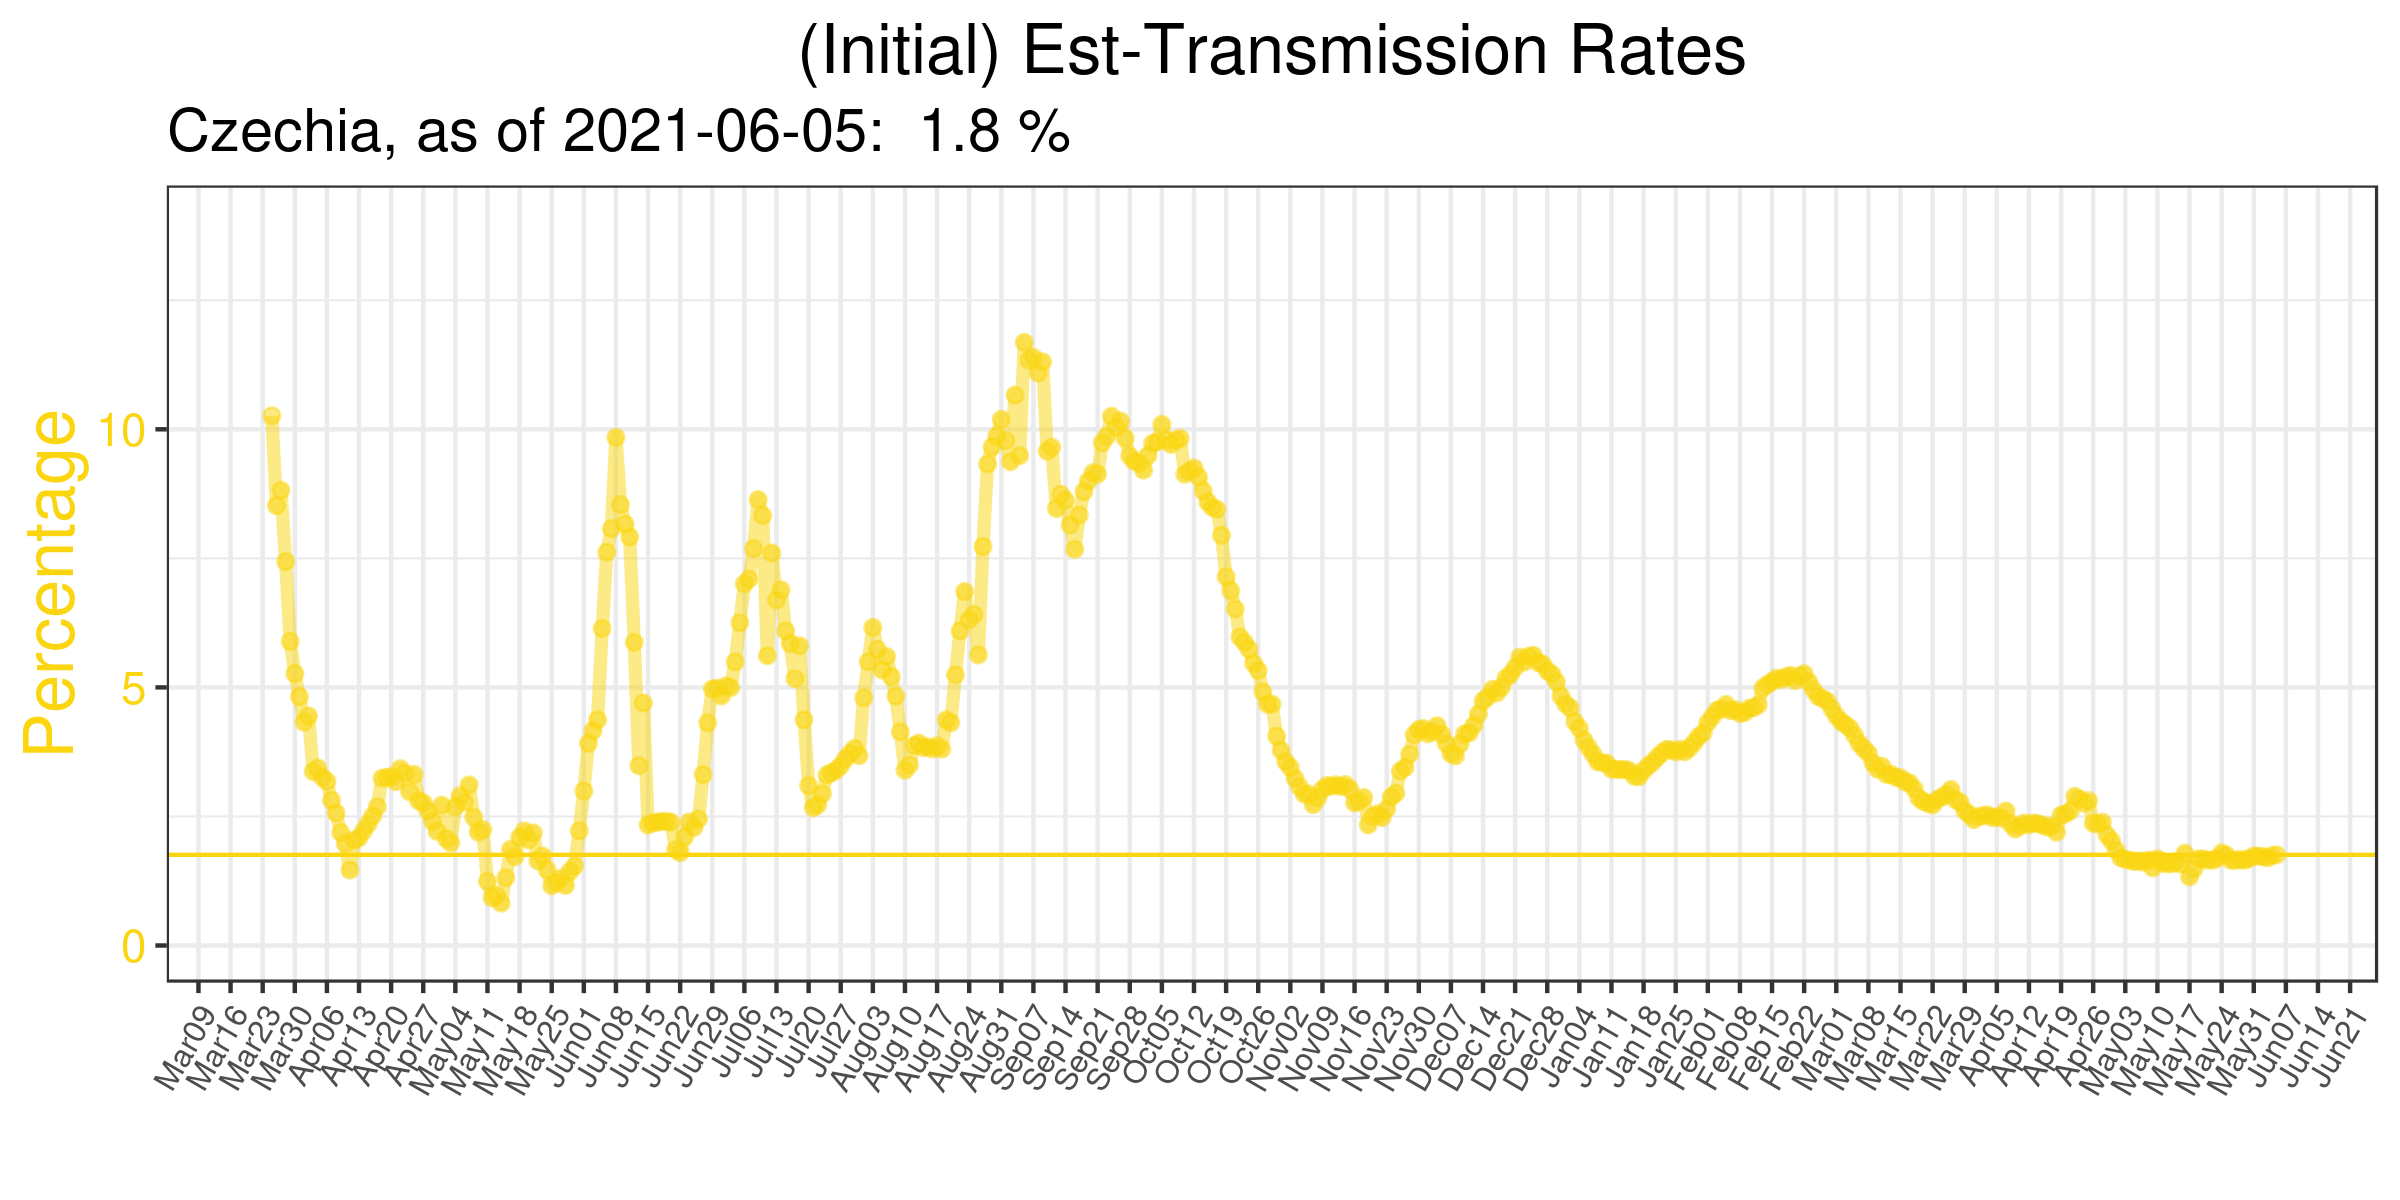 (Initial) Est-Transmission Rates
Czechia, as of 2021-06-05: 1.8 %
Percentage
10
5
0
Mar09 Mar16 Mar23 Mar30 Apr06 Apr13 Apr20 Apr27 May04 May11 May18 May25 Jun01 Jun08 Jun15 Jun22 Jun29 Jul06 Jul13 Jul20 Jul27 Aug03 Aug10 Aug17 Aug24 Aug31 Sep07 Sep14 Sep21 Sep28 Oct05 Oct12 Oct19 Oct26 Nov02 Nov09 Nov16 Nov23 Nov30 Dec07 Dec14 Dec21 Dec28 Jan04 Jan11 Jan18 Jan25 Feb01 Feb08 Feb15 Feb22 Mar01 Mar08 Mar15 Mar22 Mar29 Apr05 Apr12 Apr19 Apr26 May03 May10 May17 May24 May31 Jun07 Jun14 Jun21